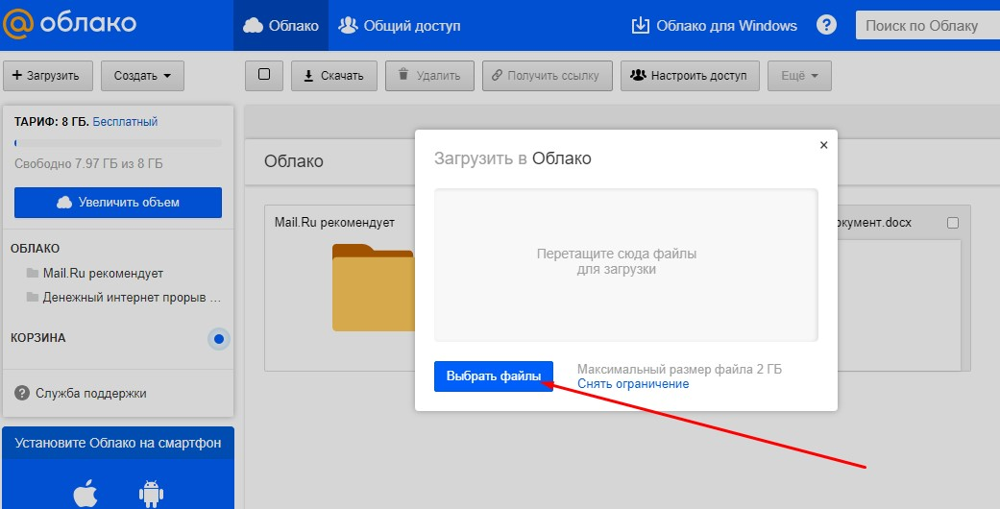 @ облако
Облако
Общий доступ
Облако для Windows
?
Поиск по Облаку
+ Загрузить
Создать
Скачать
Удалить
Получить ссылку
Настроить доступ
Ещё
ТАРИФ: 8 ГБ. Бесплатный
Свободно 7.97 ГБ из 8 ГБ
Увеличить объем
ОБЛАКО
Mail.Ru рекомендует
Денежный интернет прорыв ...
КОРЗИНА
? Служба поддержки
Установите Облако на смартфон
Облако
Mail.Ru рекомендует
окумент.docx
Загрузить в Облако
×
Перетащите сюда файлы
для загрузки
Выбрать файлы
Максимальный размер файла 2 ГБ
Снять ограничение